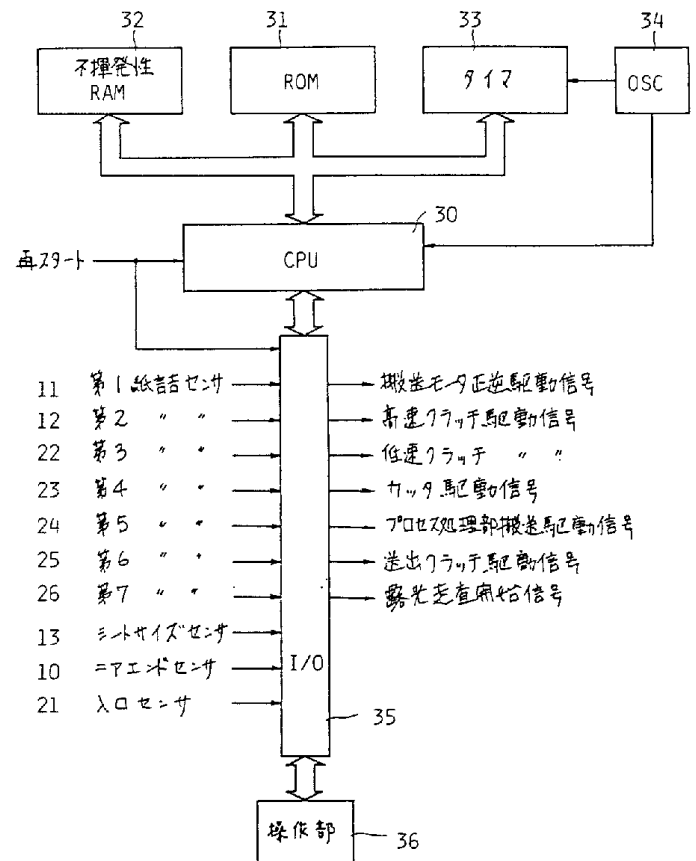 32
31
33
34
不揮発性
RAM
ROM
タイマ
OSC
30
再スタート
CPU
11 第1紙詰センサ
搬送モータ正逆駆動信号
12 第2 〃 〃
高速クラッチ駆動信号
22 第3 〃 〃
低速クラッチ 〃 〃
23 第4 〃 〃
カッタ駆動信号
24 第5 〃 〃
プロセス処理部搬送駆動信号
25 第6 〃 〃
送出クラッチ駆動信号
26 第7 〃 〃
露光走査開始信号
13 ミントサイズセンサ
10 ニアエンドセンサ
I/O
21 入口センサ
35
操作部
36